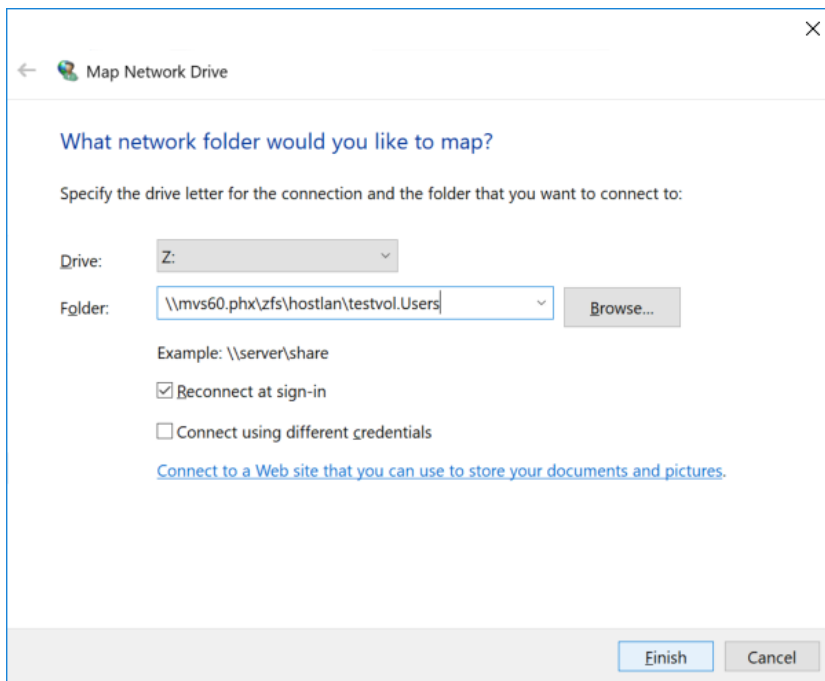 Map Network Drive
What network folder would you like to map?
Specify the drive letter for the connection and the folder that you want to connect to:
Drive: Z:
Folder: \\mvs60.phx\zfs\hostlan\testvol.Users Browse...
Example: \\server\share
Reconnect at sign-in
Connect using different credentials
Connect to a Web site that you can use to store your documents and pictures.
Finish Cancel